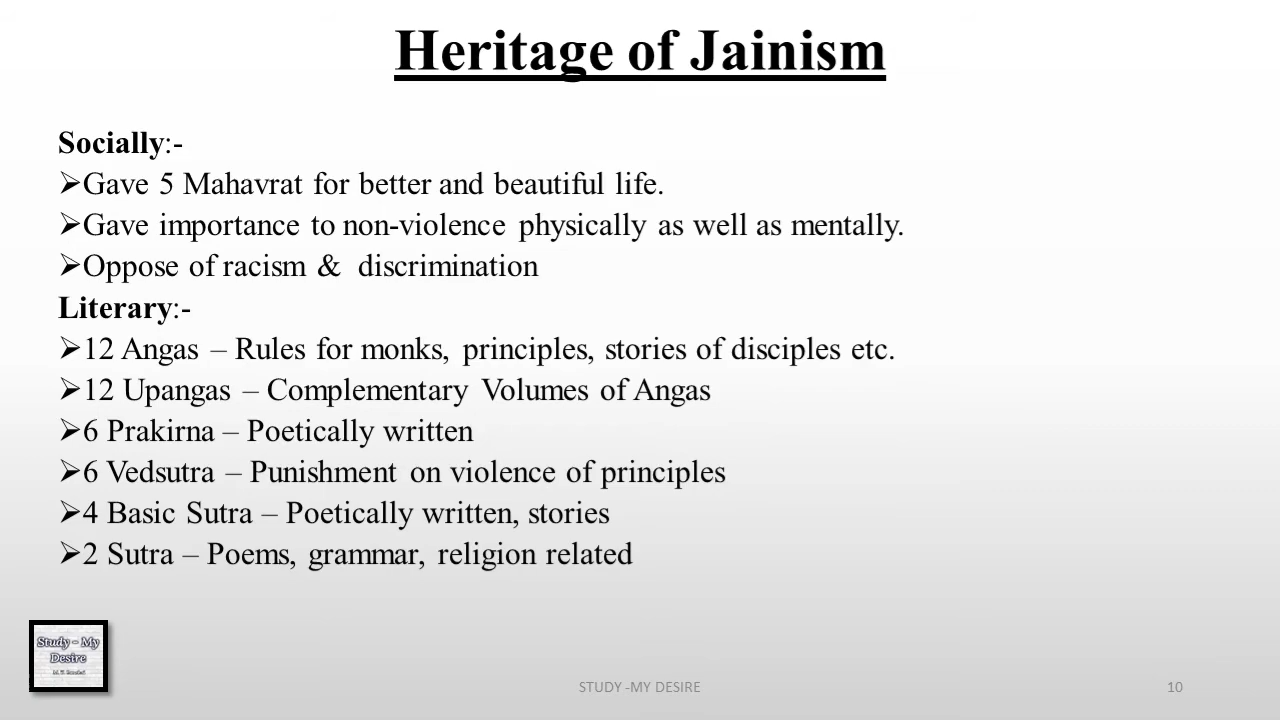 Heritage of Jainism
Socially:-
➢Gave 5 Mahavrat for better and beautiful life.
➢Gave importance to non-violence physically as well as mentally.
➢Oppose of racism & discrimination
Literary:-
➢12 Angas – Rules for monks, principles, stories of disciples etc.
➢12 Upangas – Complementary Volumes of Angas
➢6 Prakirna – Poetically written
➢6 Vedsutra – Punishment on violence of principles
➢4 Basic Sutra – Poetically written, stories
➢2 Sutra – Poems, grammar, religion related
Study - My
Desire
STUDY -MY DESIRE
10